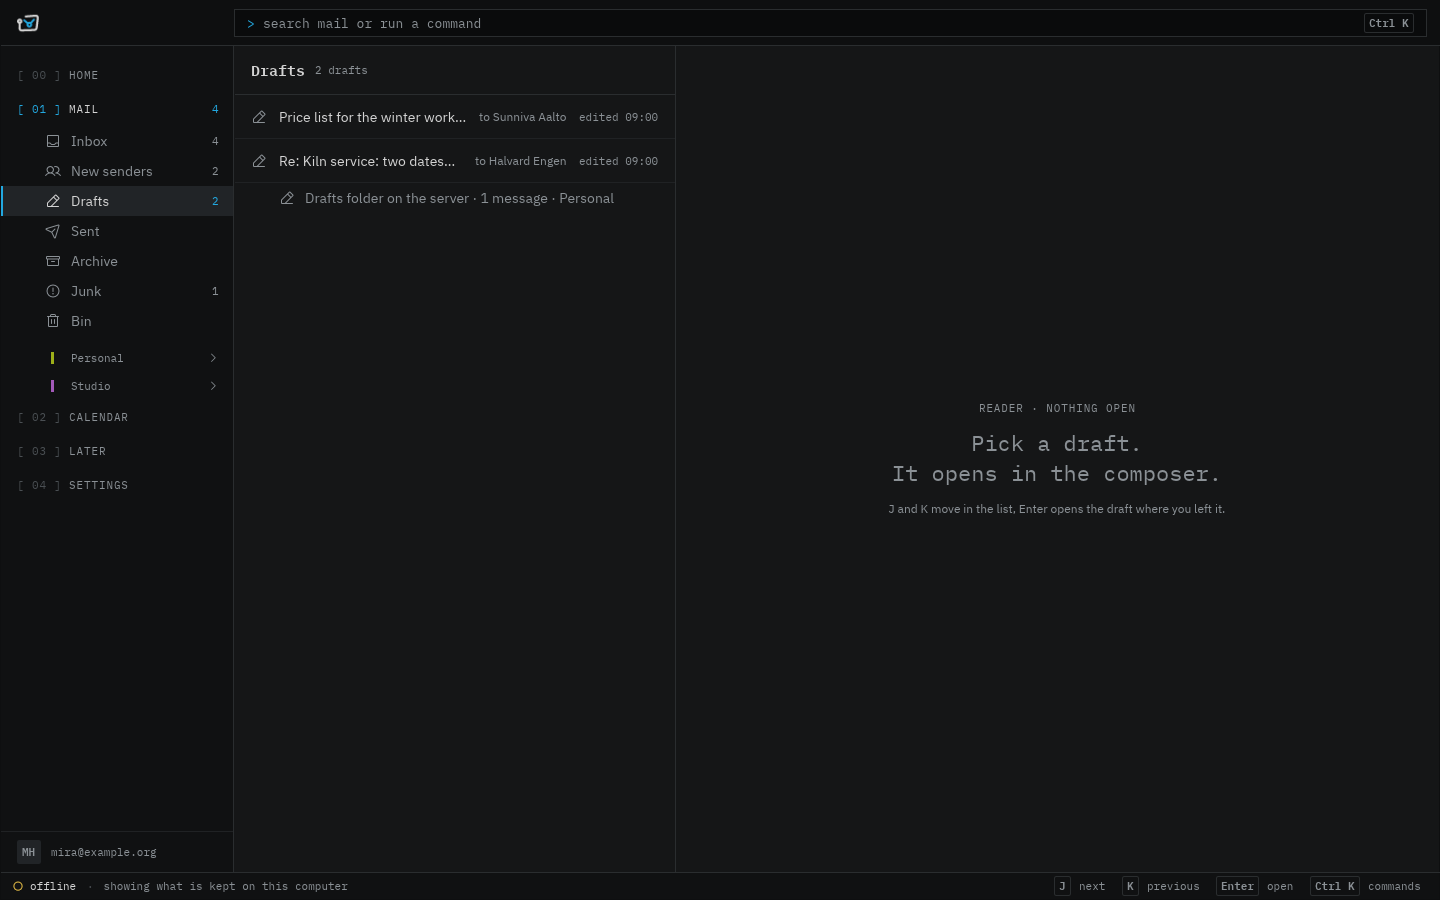 > search mail or run a command Ctrl K
[ 00 ] HOME
[ 01 ] MAIL 4
Inbox 4
New senders 2
Drafts 2
Sent
Archive
Junk 1
Bin
Personal
Studio
[ 02 ] CALENDAR
[ 03 ] LATER
[ 04 ] SETTINGS
MH mira@example.org
Drafts 2 drafts
Price list for the winter work... to Sunniva Aalto edited 09:00
Re: Kiln service: two dates... to Halvard Engen edited 09:00
Drafts folder on the server · 1 message · Personal
READER · NOTHING OPEN
Pick a draft.
It opens in the composer.
J and K move in the list, Enter opens the draft where you left it.
offline · showing what is kept on this computer
J next K previous Enter open Ctrl K commands